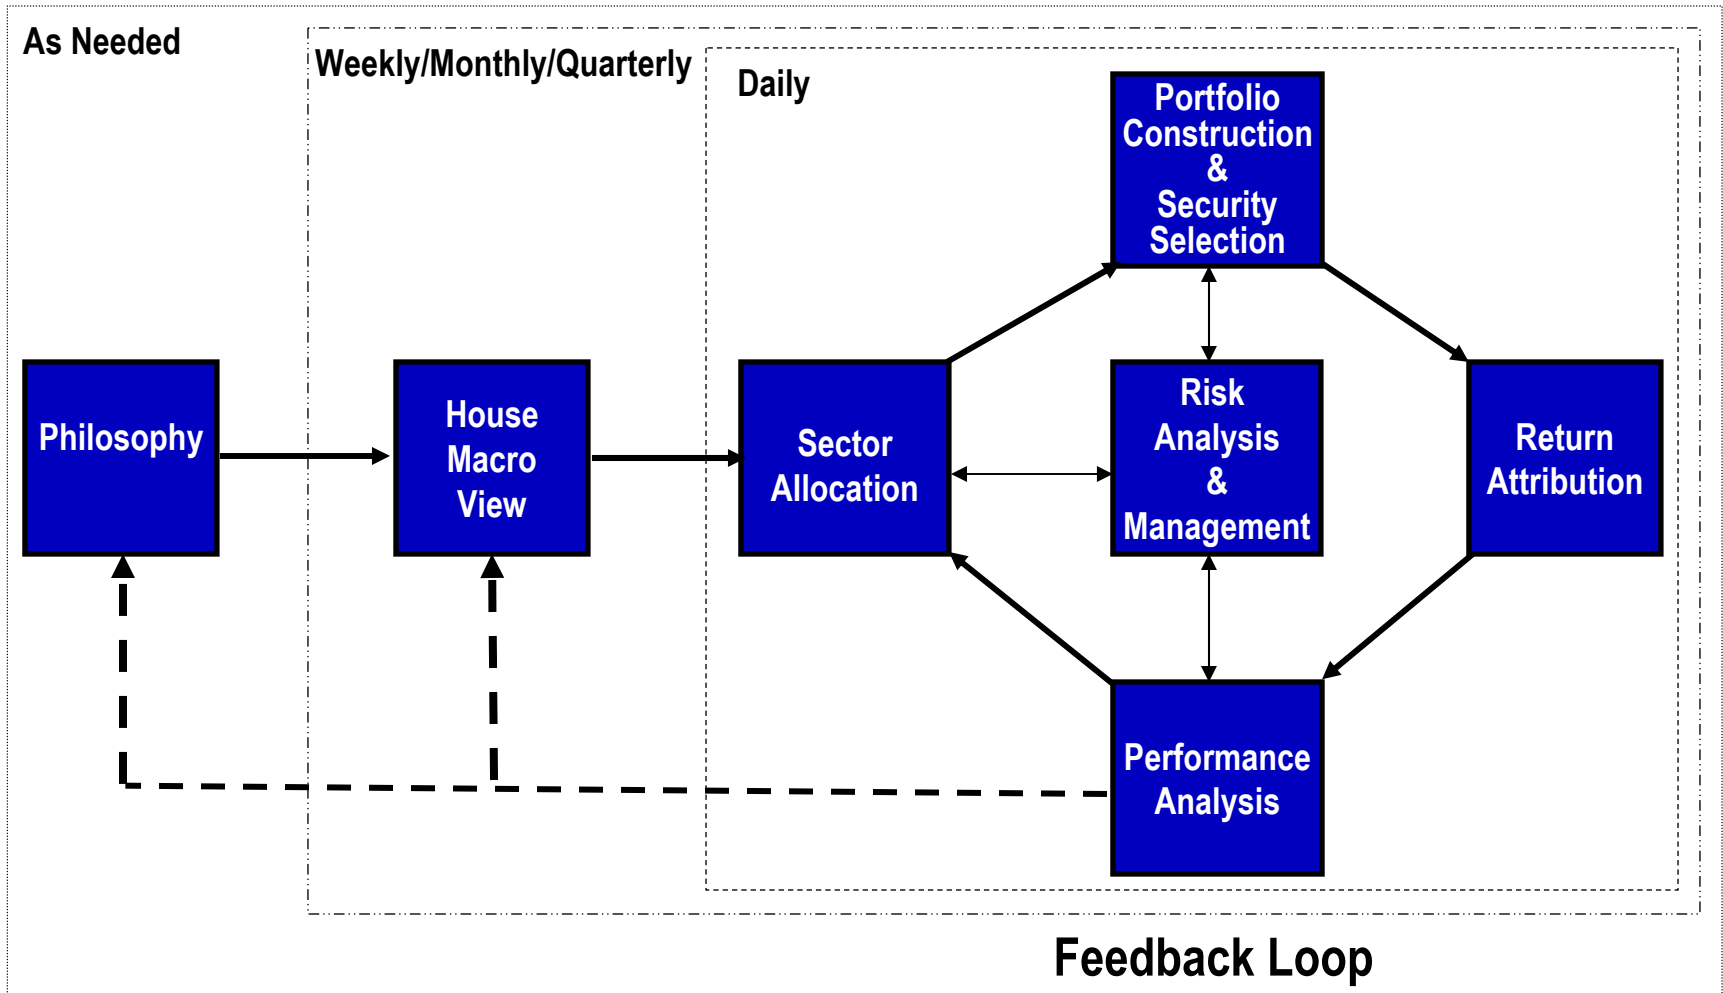 As Needed
Weekly/Monthly/Quarterly
Daily
Portfolio
Construction
&
Security
Selection
Philosophy
House
Macro
View
Sector
Allocation
Risk
Analysis
&
Management
Return
Attribution
Performance
Analysis
Feedback Loop